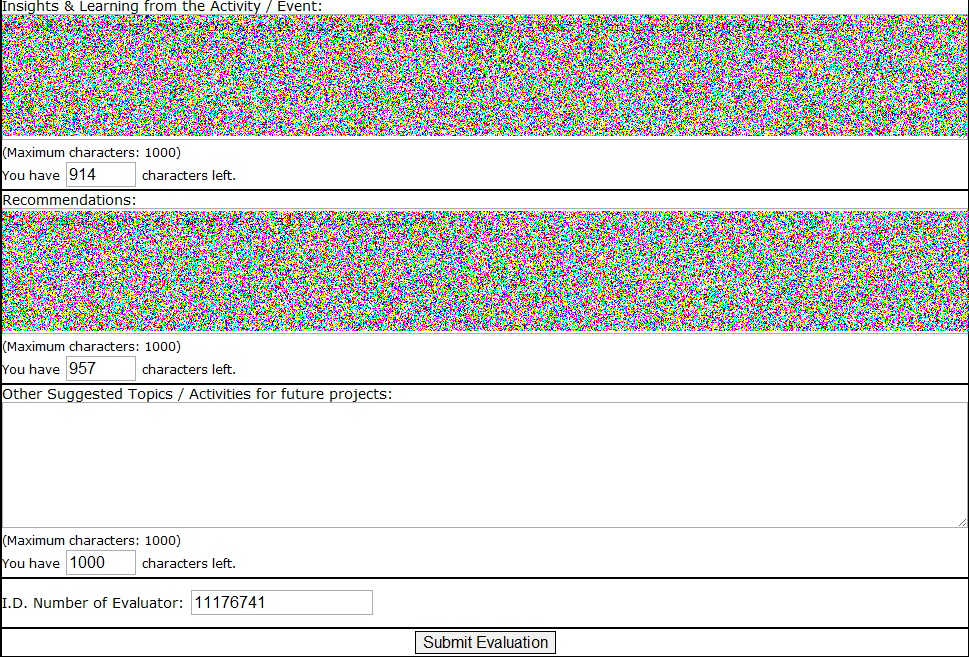 Insights & Learning from the Activity / Event:
(Maximum characters: 1000)
You have 914 characters left.
Recommendations:
(Maximum characters: 1000)
You have 957 characters left.
Other Suggested Topics / Activities for future projects:
(Maximum characters: 1000)
You have 1000 characters left.
I.D. Number of Evaluator: 11176741
Submit Evaluation